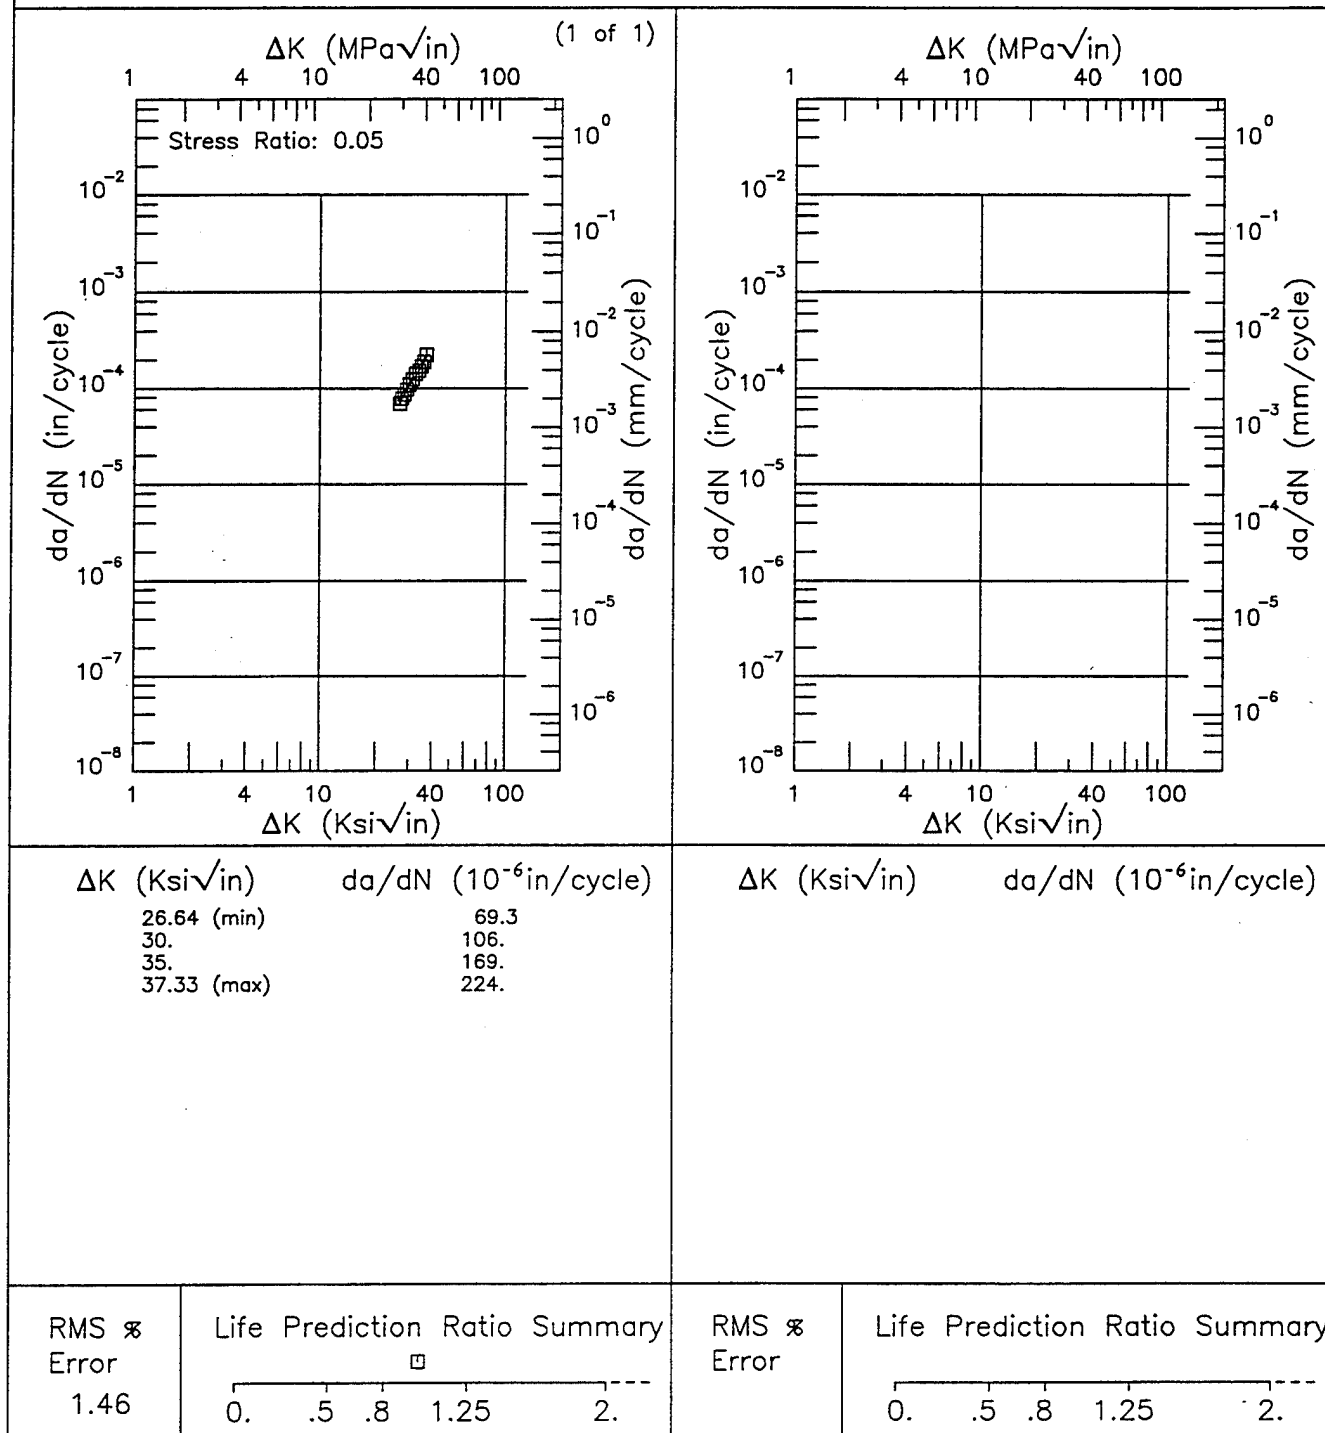 (1 of 1)
ΔK (MPa√in)
1 4 10 40 100
Stress Ratio: 0.05
10⁰
10⁻²
10⁻¹
10⁻³
10⁻²
10⁻⁴
10⁻³
10⁻⁵
10⁻⁴
10⁻⁶
10⁻⁵
10⁻⁷
10⁻⁶
10⁻⁸
da/dN (in/cycle)
da/dN (mm/cycle)
1 4 10 40 100
ΔK (Ksi√in)
ΔK (MPa√in)
1 4 10 40 100
10⁰
10⁻²
10⁻¹
10⁻³
10⁻²
10⁻⁴
10⁻³
10⁻⁵
10⁻⁴
10⁻⁶
10⁻⁵
10⁻⁷
10⁻⁶
10⁻⁸
da/dN (in/cycle)
da/dN (mm/cycle)
1 4 10 40 100
ΔK (Ksi√in)
ΔK (Ksi√in) da/dN (10⁻⁶in/cycle)
26.64 (min) 69.3
30. 106.
35. 169.
37.33 (max) 224.
ΔK (Ksi√in) da/dN (10⁻⁶in/cycle)
RMS %
Error
1.46
Life Prediction Ratio Summary
0. .5 .8 1.25 2.
RMS %
Error
Life Prediction Ratio Summary
0. .5 .8 1.25 2.